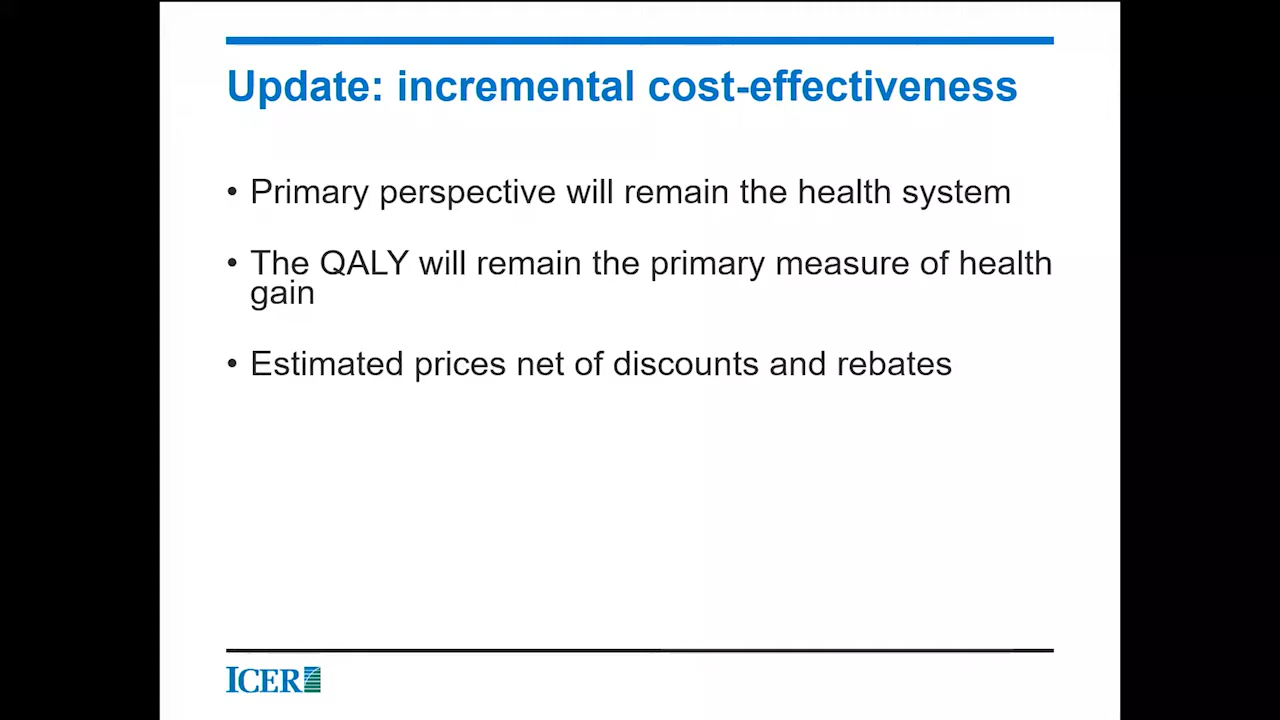 Update: incremental cost-effectiveness
• Primary perspective will remain the health system
• The QALY will remain the primary measure of health
gain
• Estimated prices net of discounts and rebates
ICER